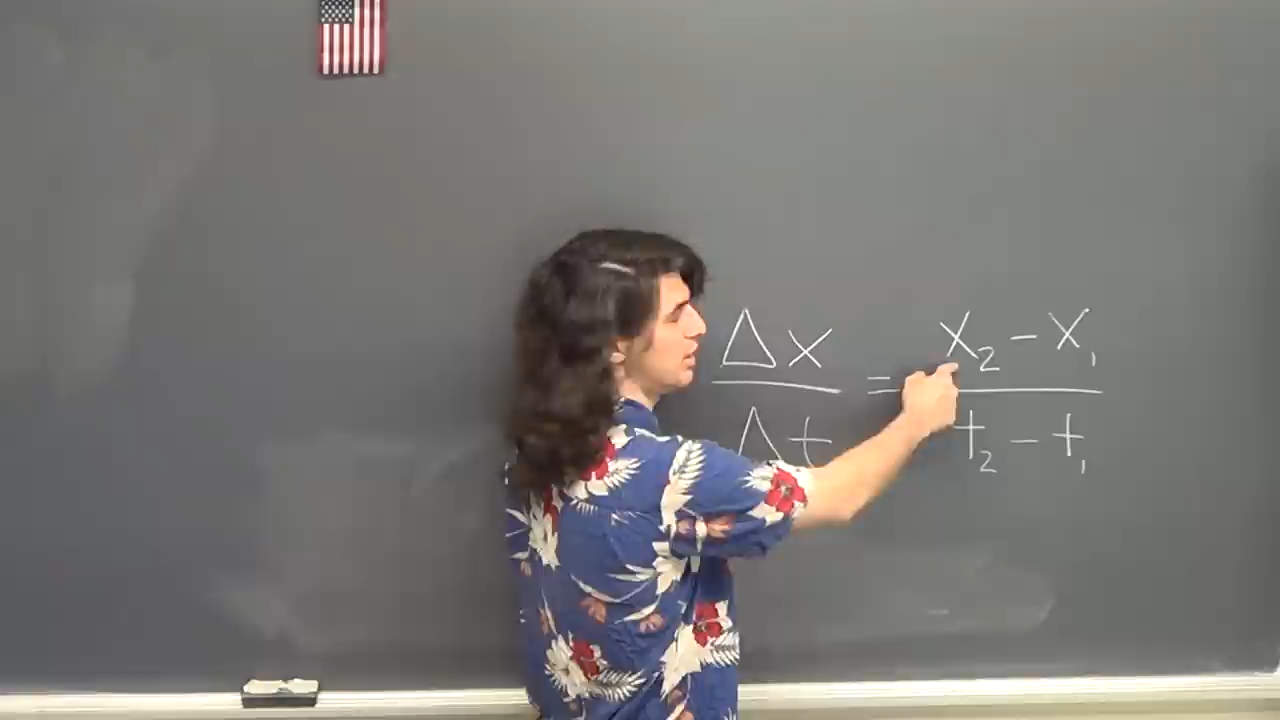 Δx / Δt = x₂ - x₁ / t₂ - t₁